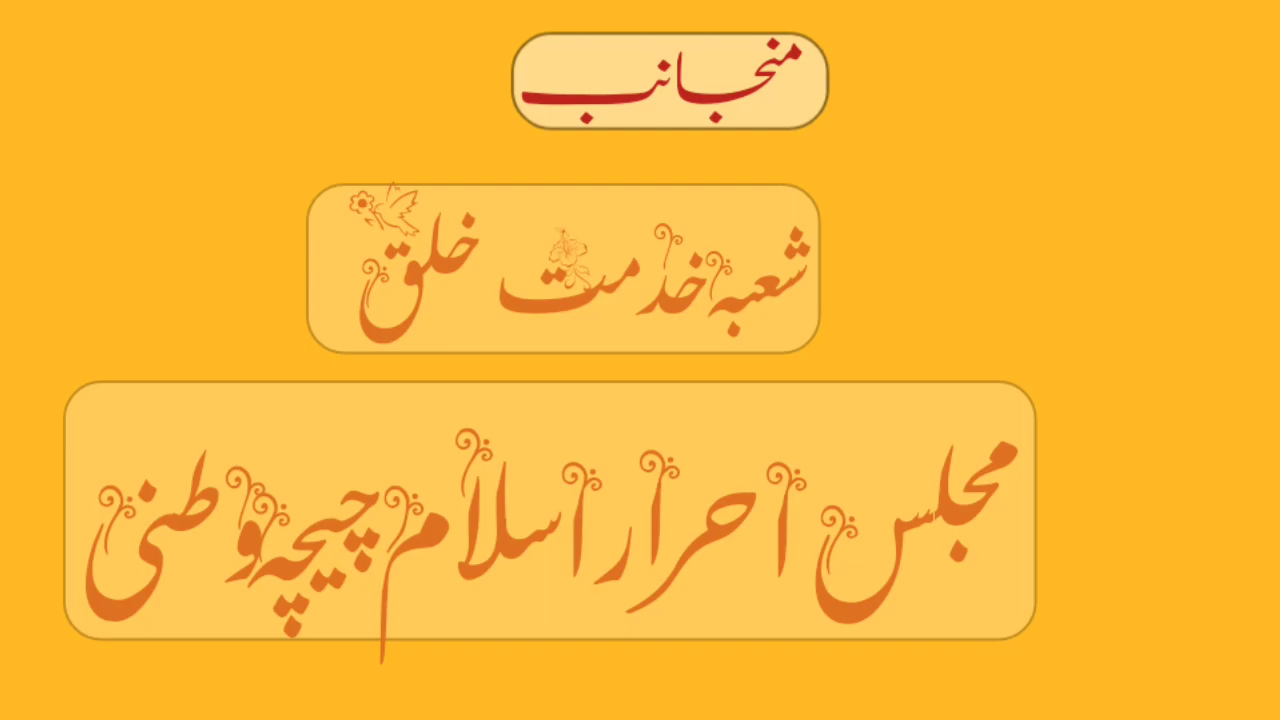 منجانب
شعبہ خدمت خلق
مجلس احرار اسلام چیچہ وطنی